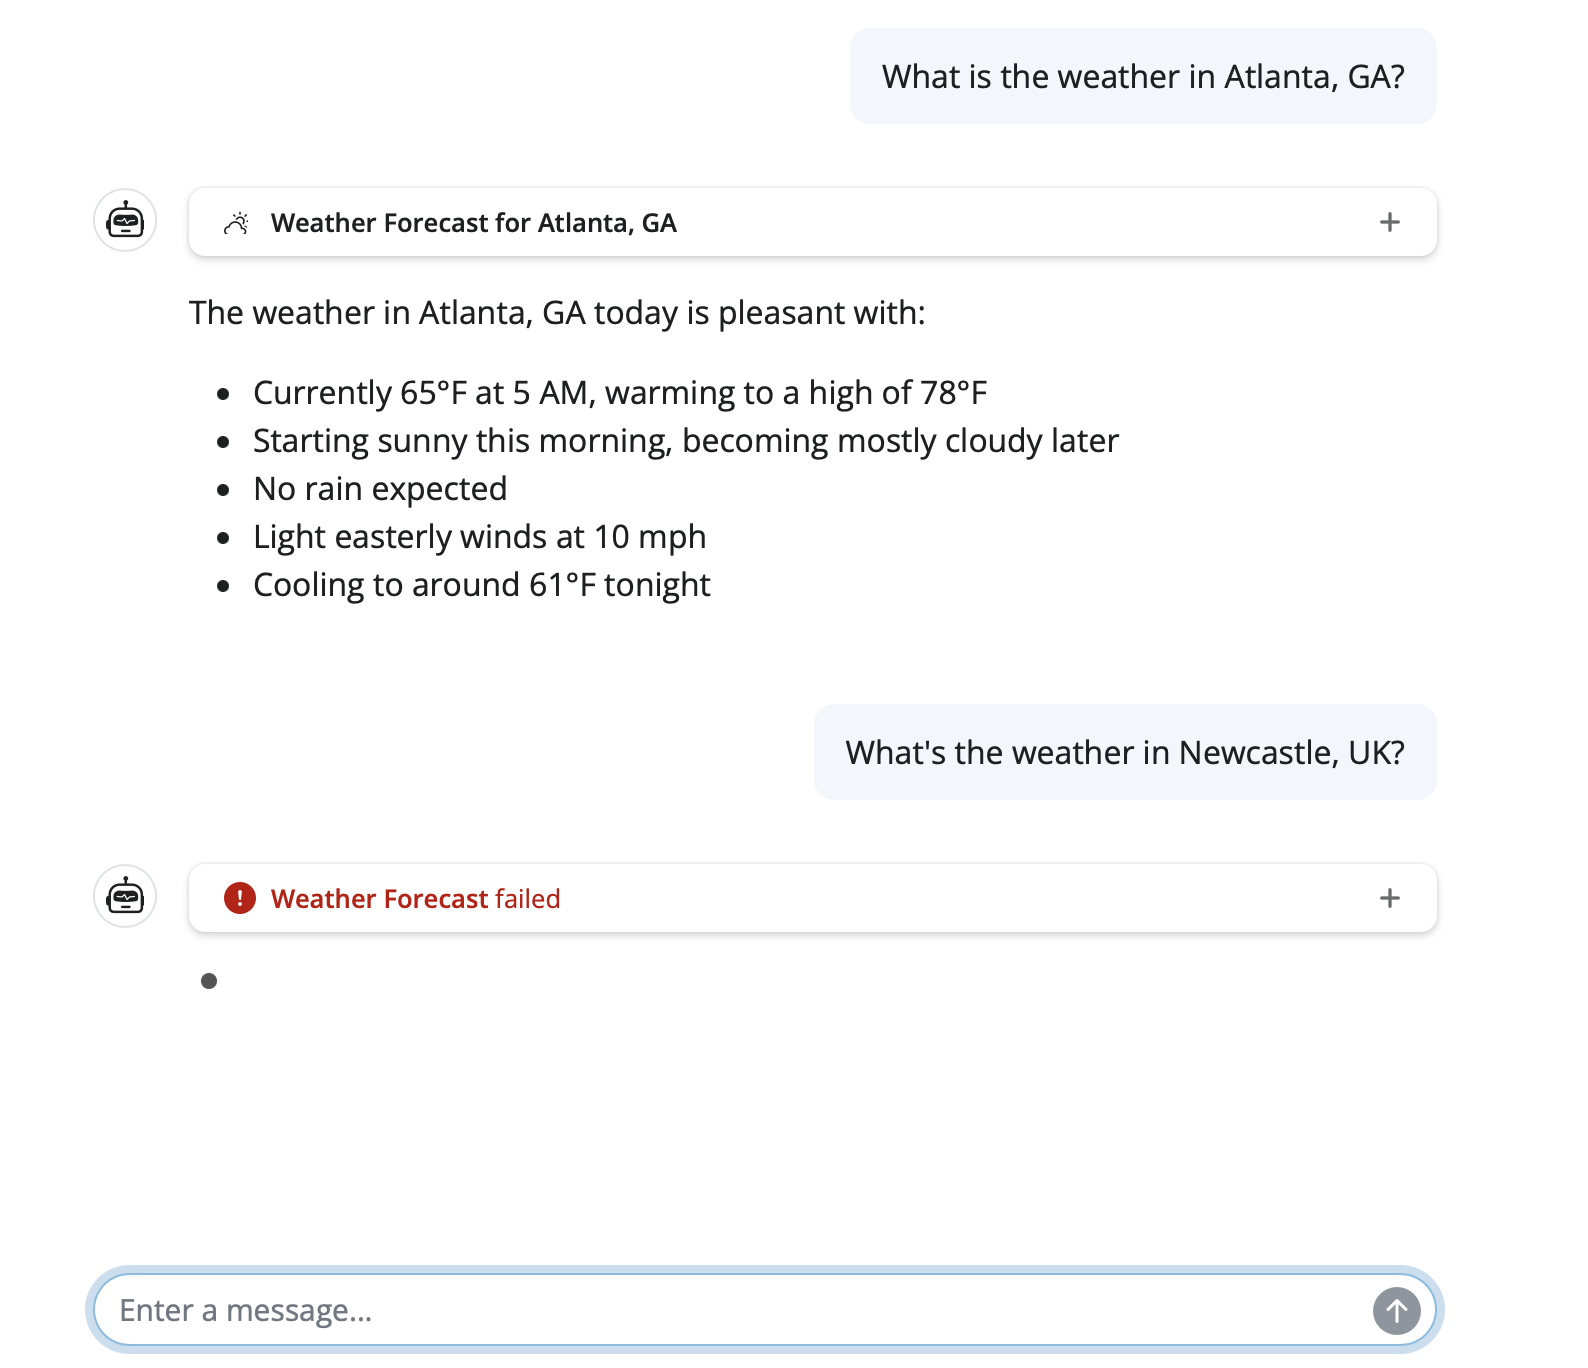 What is the weather in Atlanta, GA?
Weather Forecast for Atlanta, GA
The weather in Atlanta, GA today is pleasant with:
• Currently 65°F at 5 AM, warming to a high of 78°F
• Starting sunny this morning, becoming mostly cloudy later
• No rain expected
• Light easterly winds at 10 mph
• Cooling to around 61°F tonight
What's the weather in Newcastle, UK?
Weather Forecast failed
Enter a message...